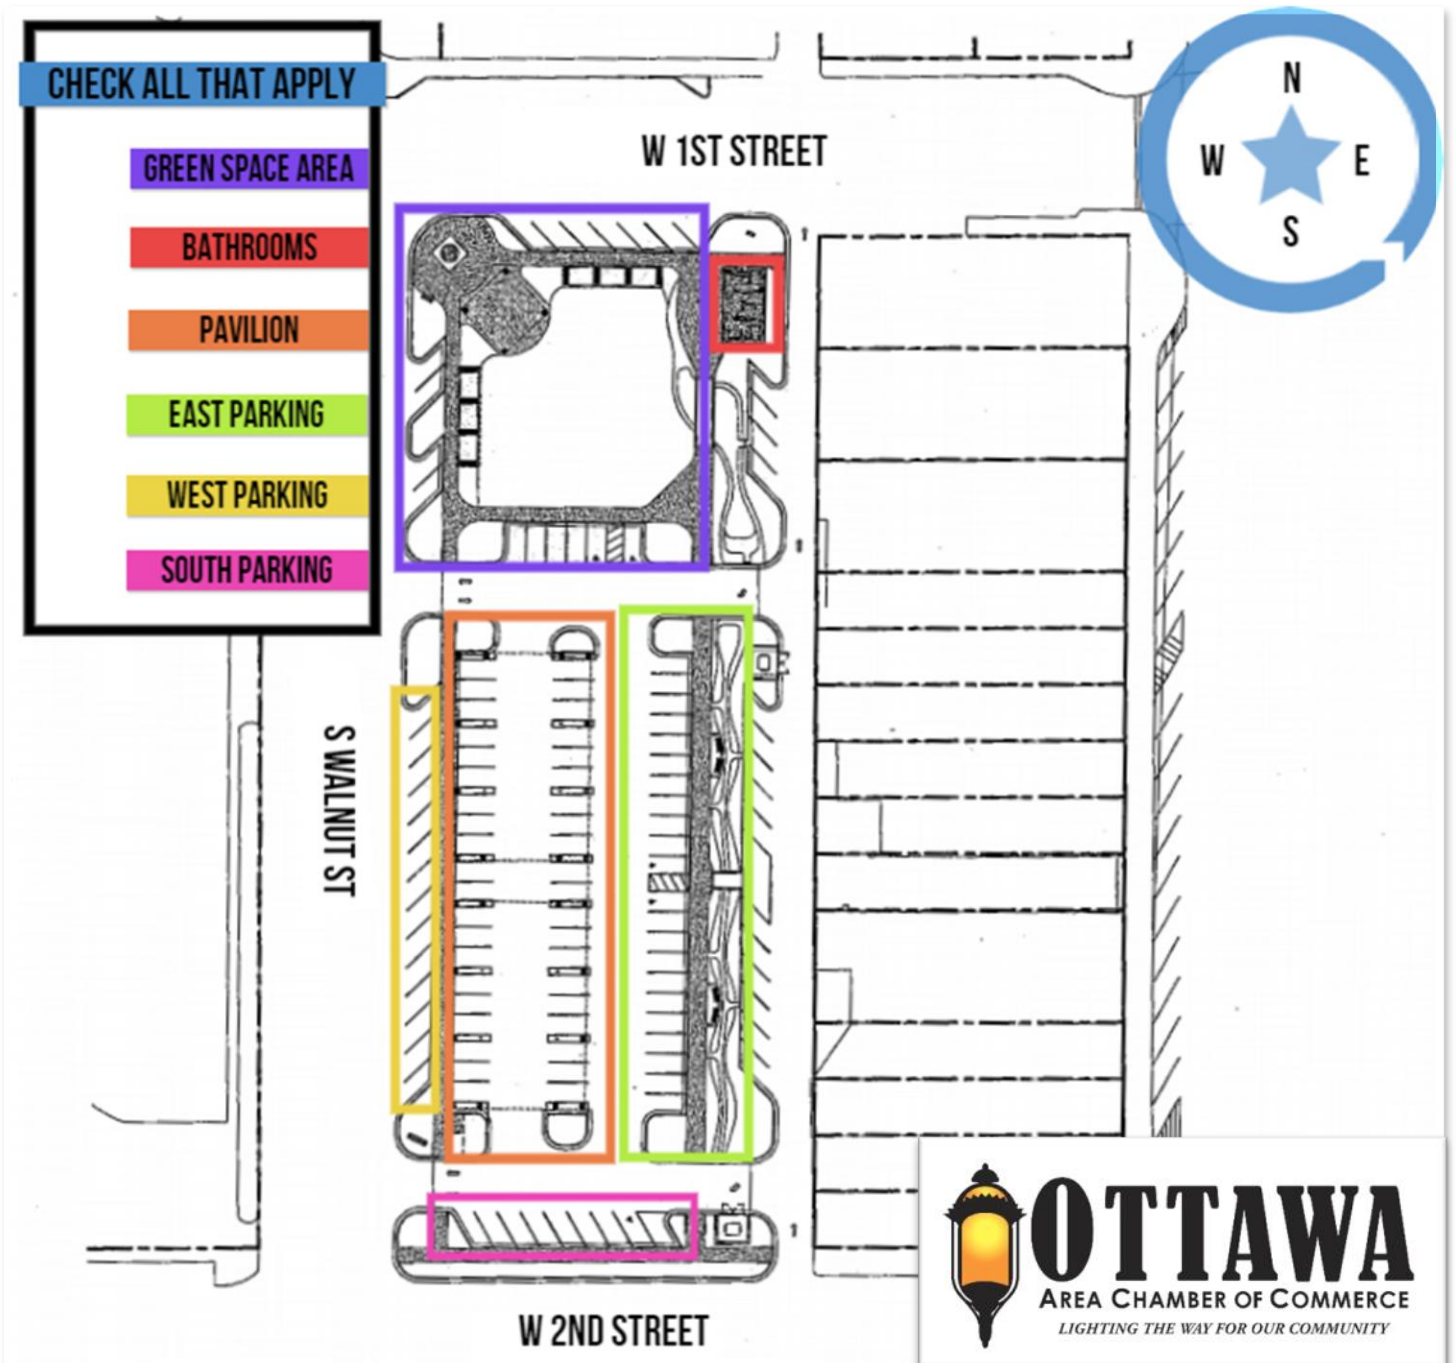 CHECK ALL THAT APPLY
GREEN SPACE AREA
BATHROOMS
PAVILION
EAST PARKING
WEST PARKING
SOUTH PARKING
W 1ST STREET
N
W E
S
S WALNUT ST
W 2ND STREET
OTTAWA
AREA CHAMBER OF COMMERCE
LIGHTING THE WAY FOR OUR COMMUNITY